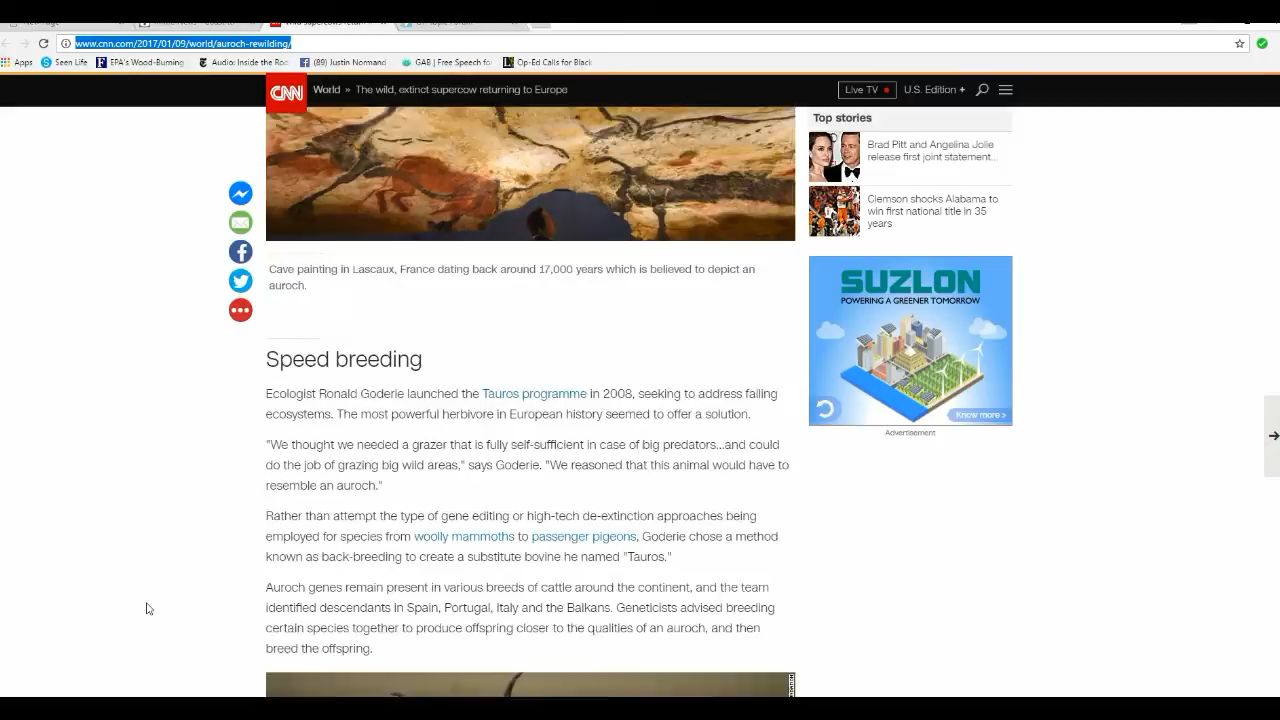 www.cnn.com/2017/01/09/world/auroch-rewilding/
Apps Seen Life EPA's Wood-Burning Audio: Inside the Roo (89) Justin Normand GAB | Free Speech for Op-Ed Calls for Black
CNN World » The wild, extinct supercow returning to Europe Live TV U.S. Edition +
Top stories
Brad Pitt and Angelina Jolie
release first joint statement...
Clemson shocks Alabama to
win first national title in 35
years
Cave painting in Lascaux, France dating back around 17,000 years which is believed to depict an
auroch.
SUZLON
POWERING A GREENER TOMORROW
Know more >
Advertisement
Speed breeding
Ecologist Ronald Goderie launched the Tauros programme in 2008, seeking to address failing
ecosystems. The most powerful herbivore in European history seemed to offer a solution.
"We thought we needed a grazer that is fully self-sufficient in case of big predators...and could
do the job of grazing big wild areas," says Goderie. "We reasoned that this animal would have to
resemble an auroch."
Rather than attempt the type of gene editing or high-tech de-extinction approaches being
employed for species from woolly mammoths to passenger pigeons, Goderie chose a method
known as back-breeding to create a substitute bovine he named "Tauros."
Auroch genes remain present in various breeds of cattle around the continent, and the team
identified descendants in Spain, Portugal, Italy and the Balkans. Geneticists advised breeding
certain species together to produce offspring closer to the qualities of an auroch, and then
breed the offspring.